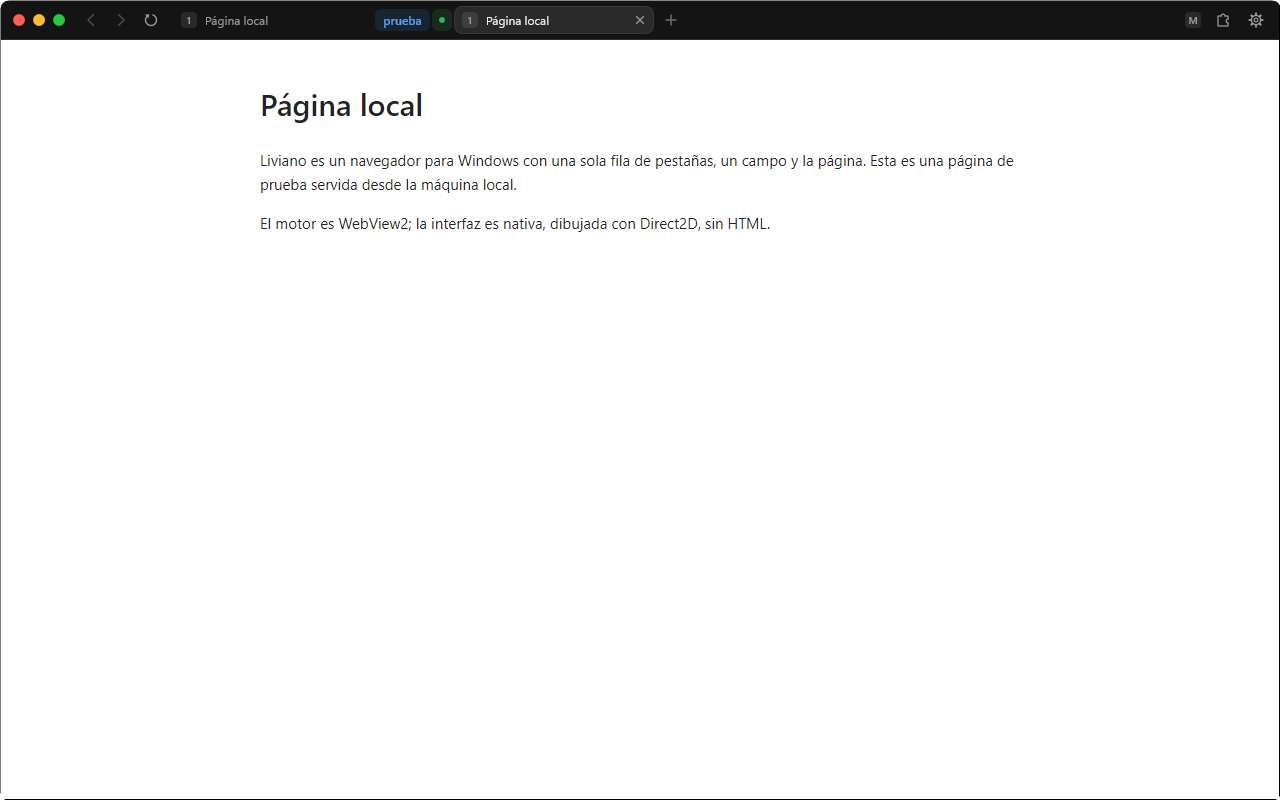 1 Página local prueba 1 Página local M
Página local
Liviano es un navegador para Windows con una sola fila de pestañas, un campo y la página. Esta es una página de
prueba servida desde la máquina local.
El motor es WebView2; la interfaz es nativa, dibujada con Direct2D, sin HTML.